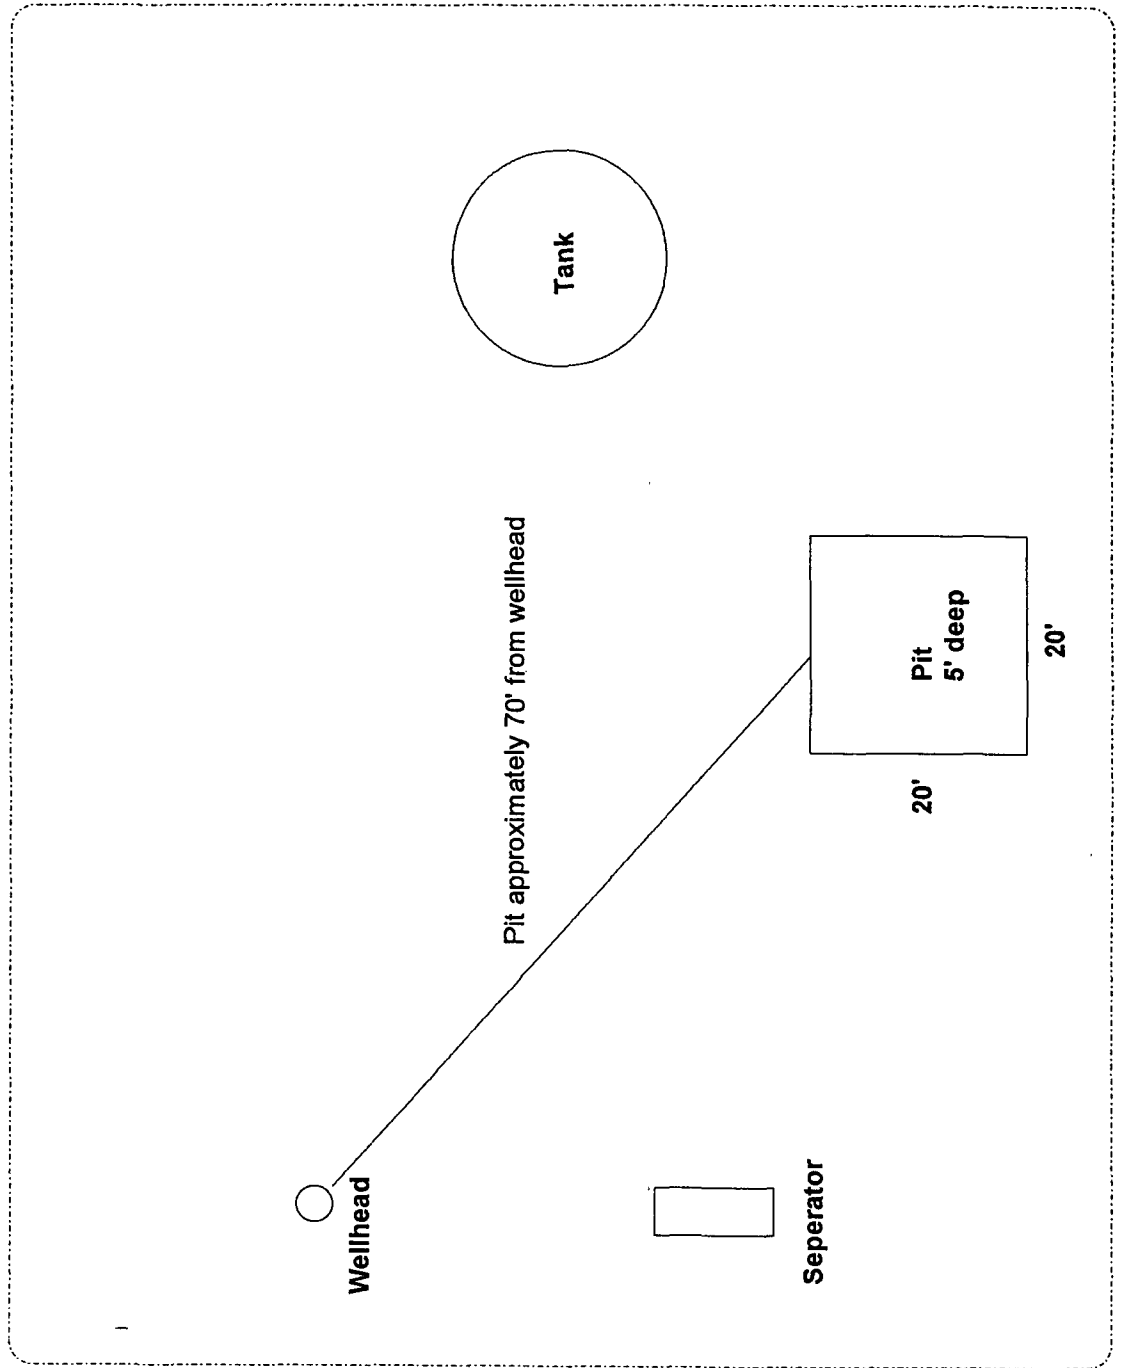 Wellhead
Seperator
Pit approximately 70' from wellhead
20'
Pit
5' deep
20'
Tank